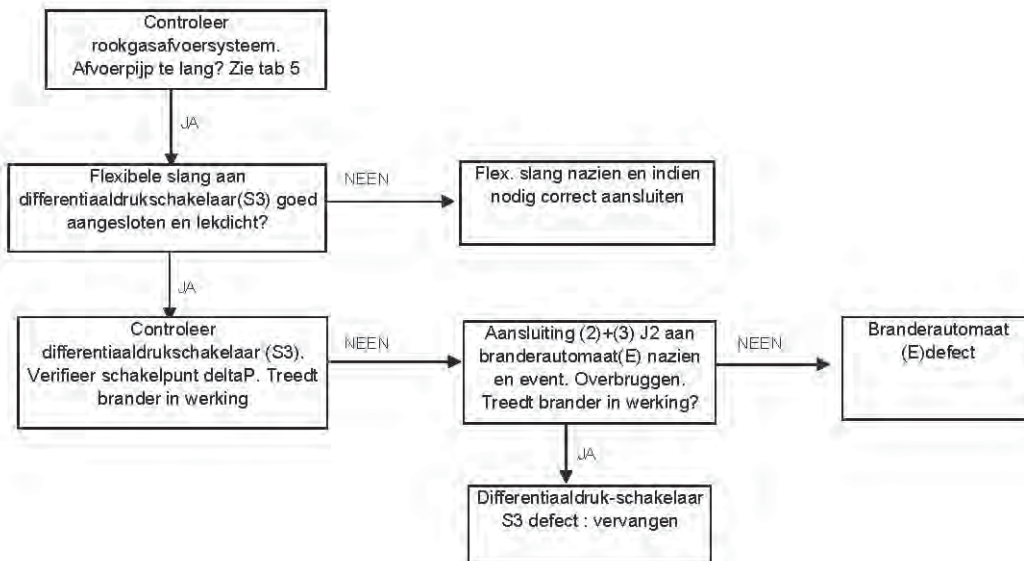 Controleer
rookgasafvoersysteem.
Afvoerpijp te lang? Zie tab 5
JA
Flexibele slang aan
differentiaaldrukschakelaar(S3) goed
aangesloten en lekdicht?
NEEN
Flex. slang nazien en indien
nodig correct aansluiten
JA
Controleer
differentiaaldrukschakelaar (S3).
Verifieer schakelpunt deltaP. Treedt
brander in werking
NEEN
Aansluiting (2)+(3) J2 aan
branderautomaat(E) nazien
en event. Overbruggen.
Treedt brander in werking?
NEEN
Branderautomaat
(E)defect
JA
Differentiaaldruk-schakelaar
S3 defect : vervangen